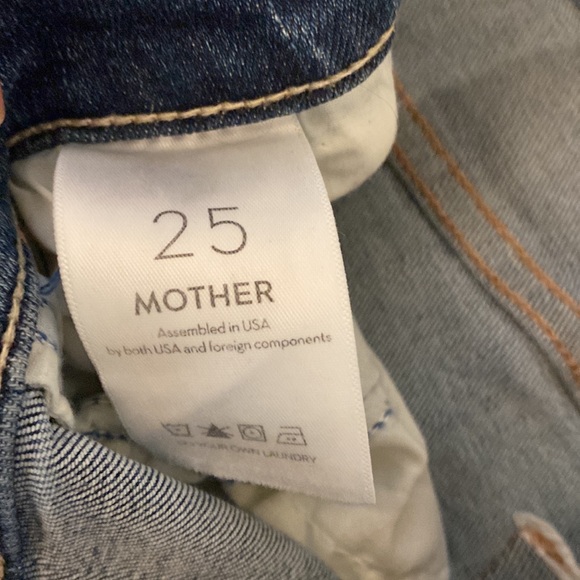 25
MOTHER
Assembled in USA
by both USA and foreign components
DO YOUR OWN LAUNDRY